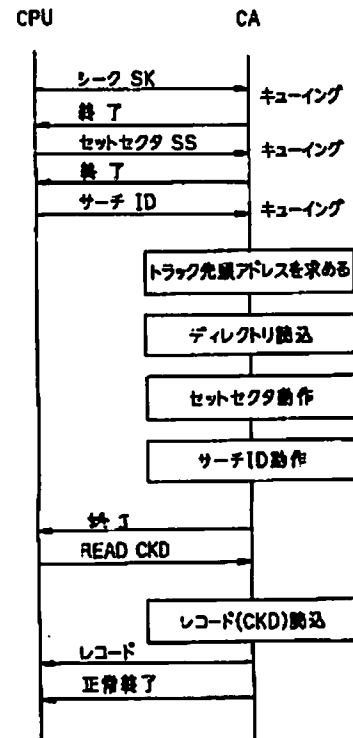 CPU CA
シーク SK
キューイング
終了
セットセクタ SS
キューイング
終了
サーチ ID
キューイング
トラック先頭アドレスを求める
ディレクトリ読込
セットセクタ動作
サーチID動作
終了
READ CKD
レコード(CKD)読込
レコード
正常終了